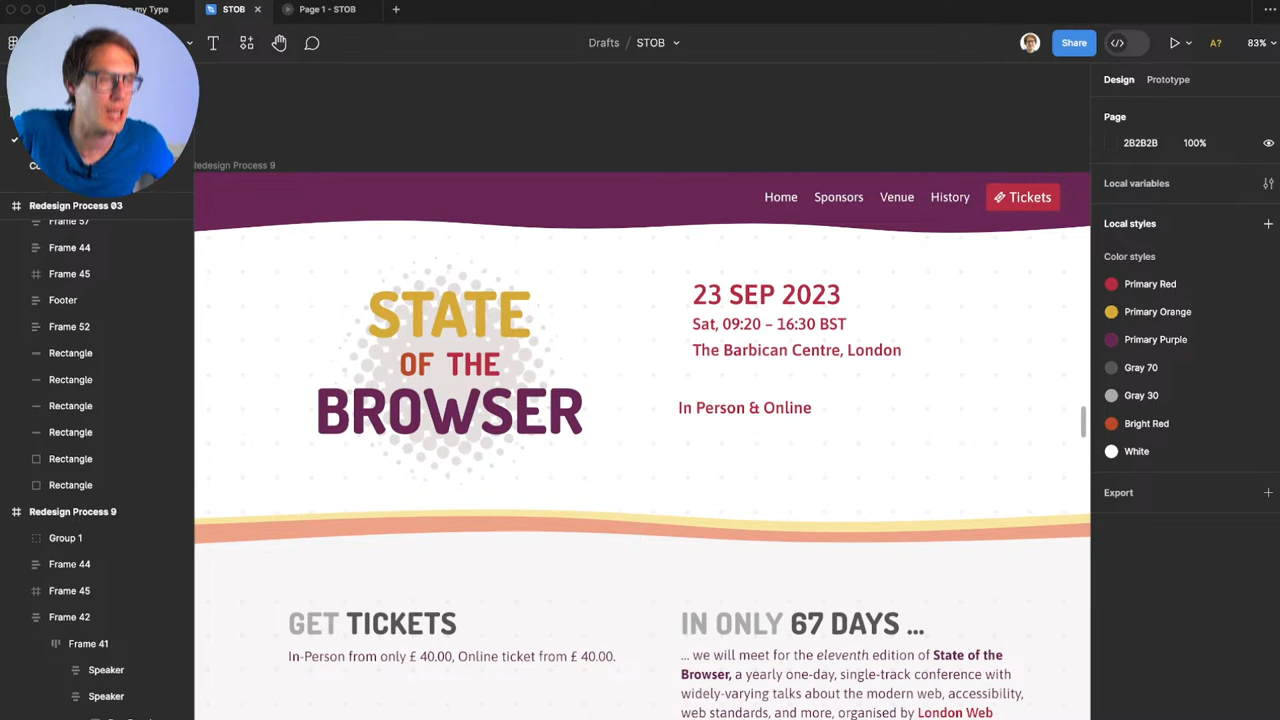 my Type
STOB
Page 1 - STOB
Drafts / STOB
Share
A?
83%
Design
Prototype
Page
2B2B2B
100%
Local variables
Local styles
Color styles
Primary Red
Primary Orange
Primary Purple
Gray 70
Gray 30
Bright Red
White
Export
Redesign Process 03
Frame 57
Frame 44
Frame 45
Footer
Frame 52
Rectangle
Rectangle
Rectangle
Rectangle
Rectangle
Rectangle
Redesign Process 9
Group 1
Frame 44
Frame 45
Frame 42
Frame 41
Speaker
Speaker
Redesign Process 9
Home
Sponsors
Venue
History
Tickets
STATE
OF THE
BROWSER
23 SEP 2023
Sat, 09:20 – 16:30 BST
The Barbican Centre, London
In Person & Online
GET TICKETS
In-Person from only £ 40.00, Online ticket from £ 40.00.
IN ONLY 67 DAYS ...
... we will meet for the eleventh edition of State of the
Browser, a yearly one-day, single-track conference with
widely-varying talks about the modern web, accessibility,
web standards, and more, organised by London Web